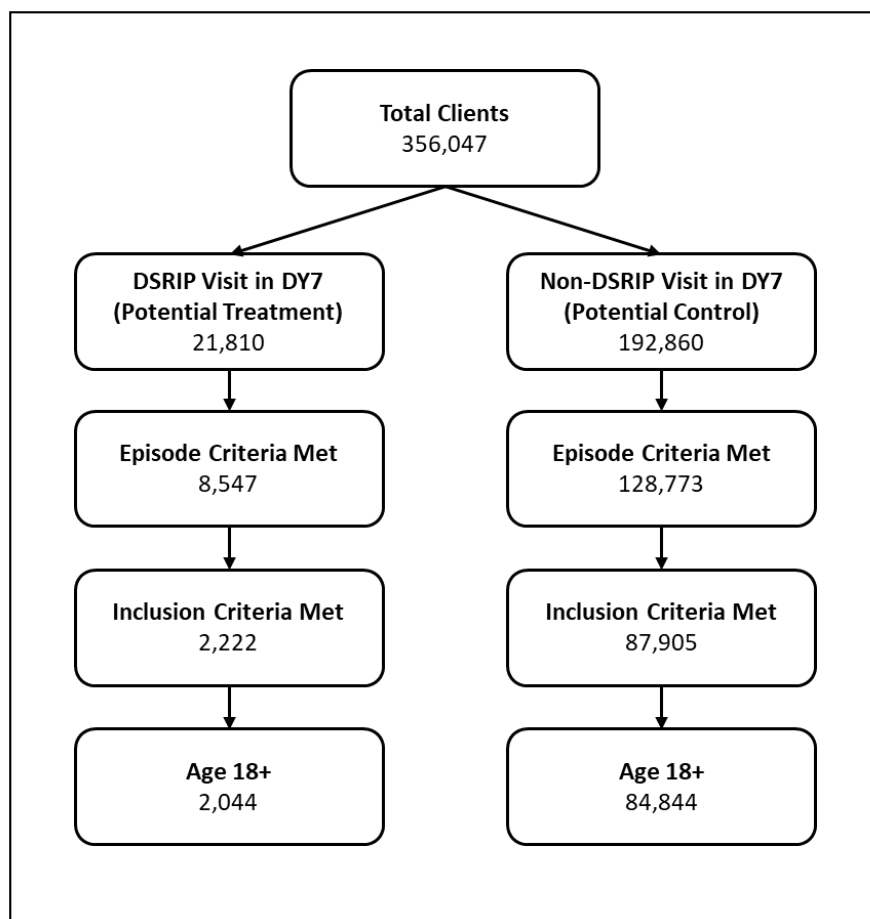 Total Clients
356,047
DSRIP Visit in DY7
(Potential Treatment)
21,810
Non-DSRIP Visit in DY7
(Potential Control)
192,860
Episode Criteria Met
8,547
Episode Criteria Met
128,773
Inclusion Criteria Met
2,222
Inclusion Criteria Met
87,905
Age 18+
2,044
Age 18+
84,844